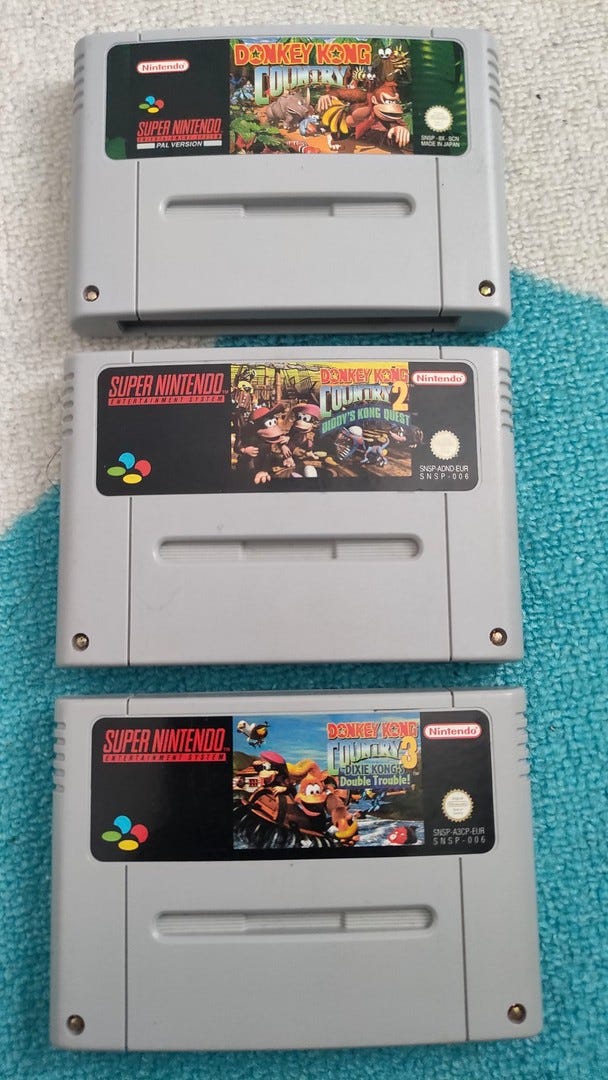 Nintendo
DONKEY KONG
COUNTRY
SUPER NINTENDO
ENTERTAINMENT SYSTEM
PAL VERSION
SNSP - 8X - SCN
MADE IN JAPAN
SUPER NINTENDO
ENTERTAINMENT SYSTEM
DONKEY KONG
COUNTRY 2
DIDDY'S KONG QUEST
Nintendo
SNSP-ADND-EUR
SNSP-006
SUPER NINTENDO
ENTERTAINMENT SYSTEM
DONKEY KONG
COUNTRY 3
DIXIE KONG'S
Double Trouble!
Nintendo
SNSP-A3CP-EUR
SNSP-006